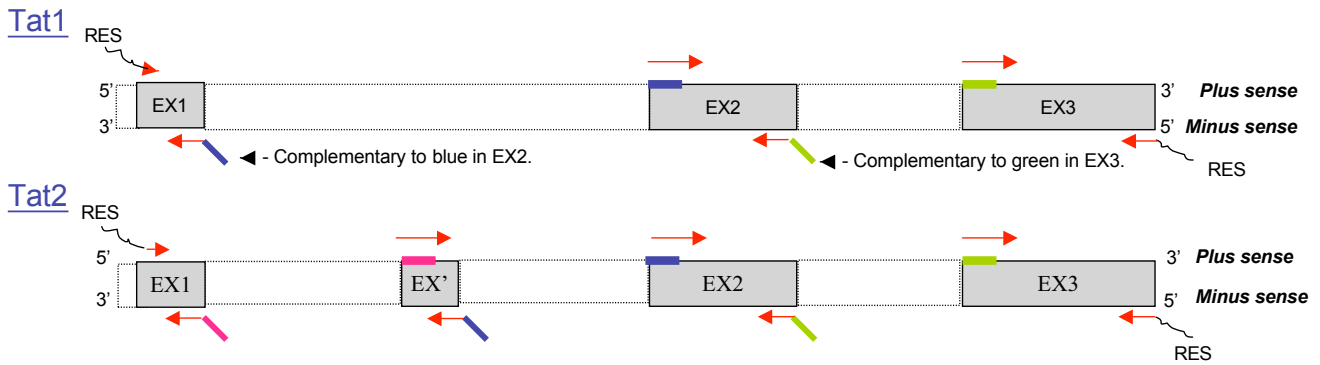 Tat1
RES
5’ EX1 EX2 EX3 3’ Plus sense
3’ 5’ Minus sense
◄ - Complementary to blue in EX2. ◄ - Complementary to green in EX3.
RES
Tat2
RES
5’ 3’ Plus sense
EX1 EX’ EX2 EX3
3’ 5’ Minus sense
RES